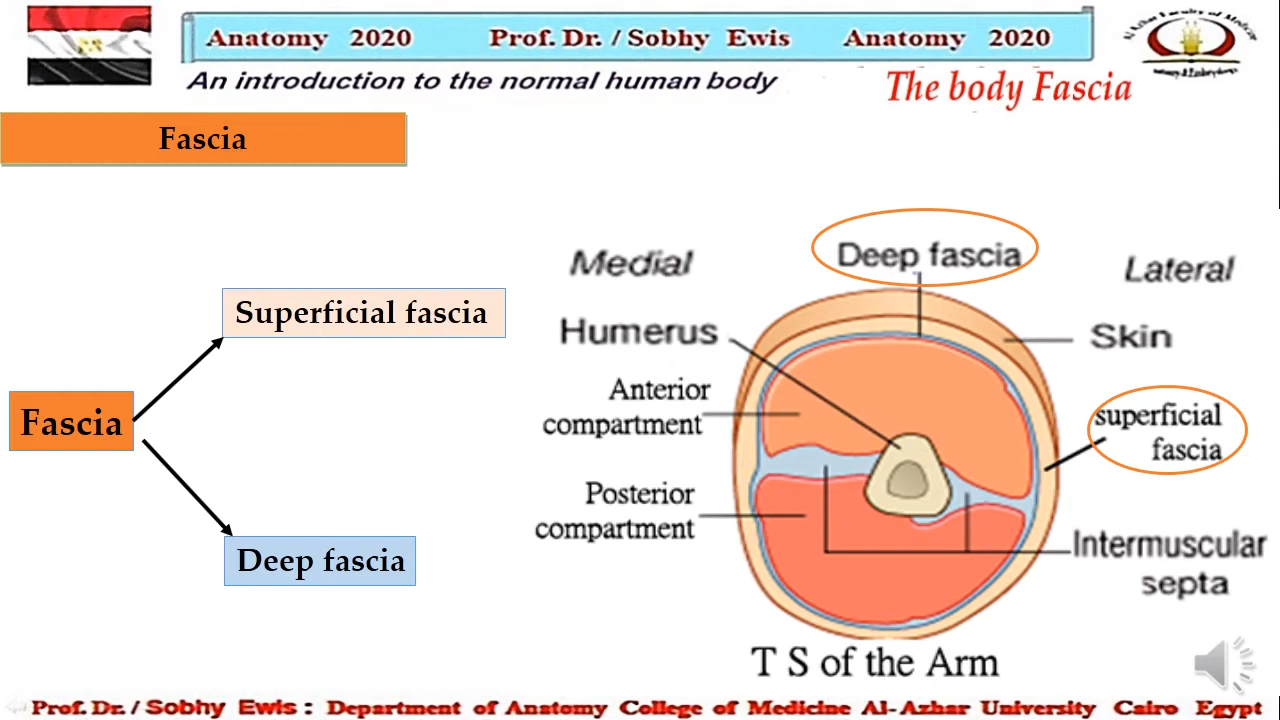 Anatomy 2020 Prof. Dr. / Sobhy Ewis Anatomy 2020
An introduction to the normal human body
The body Fascia
Fascia
Superficial fascia
Fascia
Deep fascia
Medial
Deep fascia
Lateral
Humerus
Skin
Anterior
compartment
superficial
fascia
Posterior
compartment
Intermuscular
septa
T S of the Arm
Prof. Dr. / Sobhy Ewis : Department of Anatomy College of Medicine Al-Azhar University Cairo Egypt